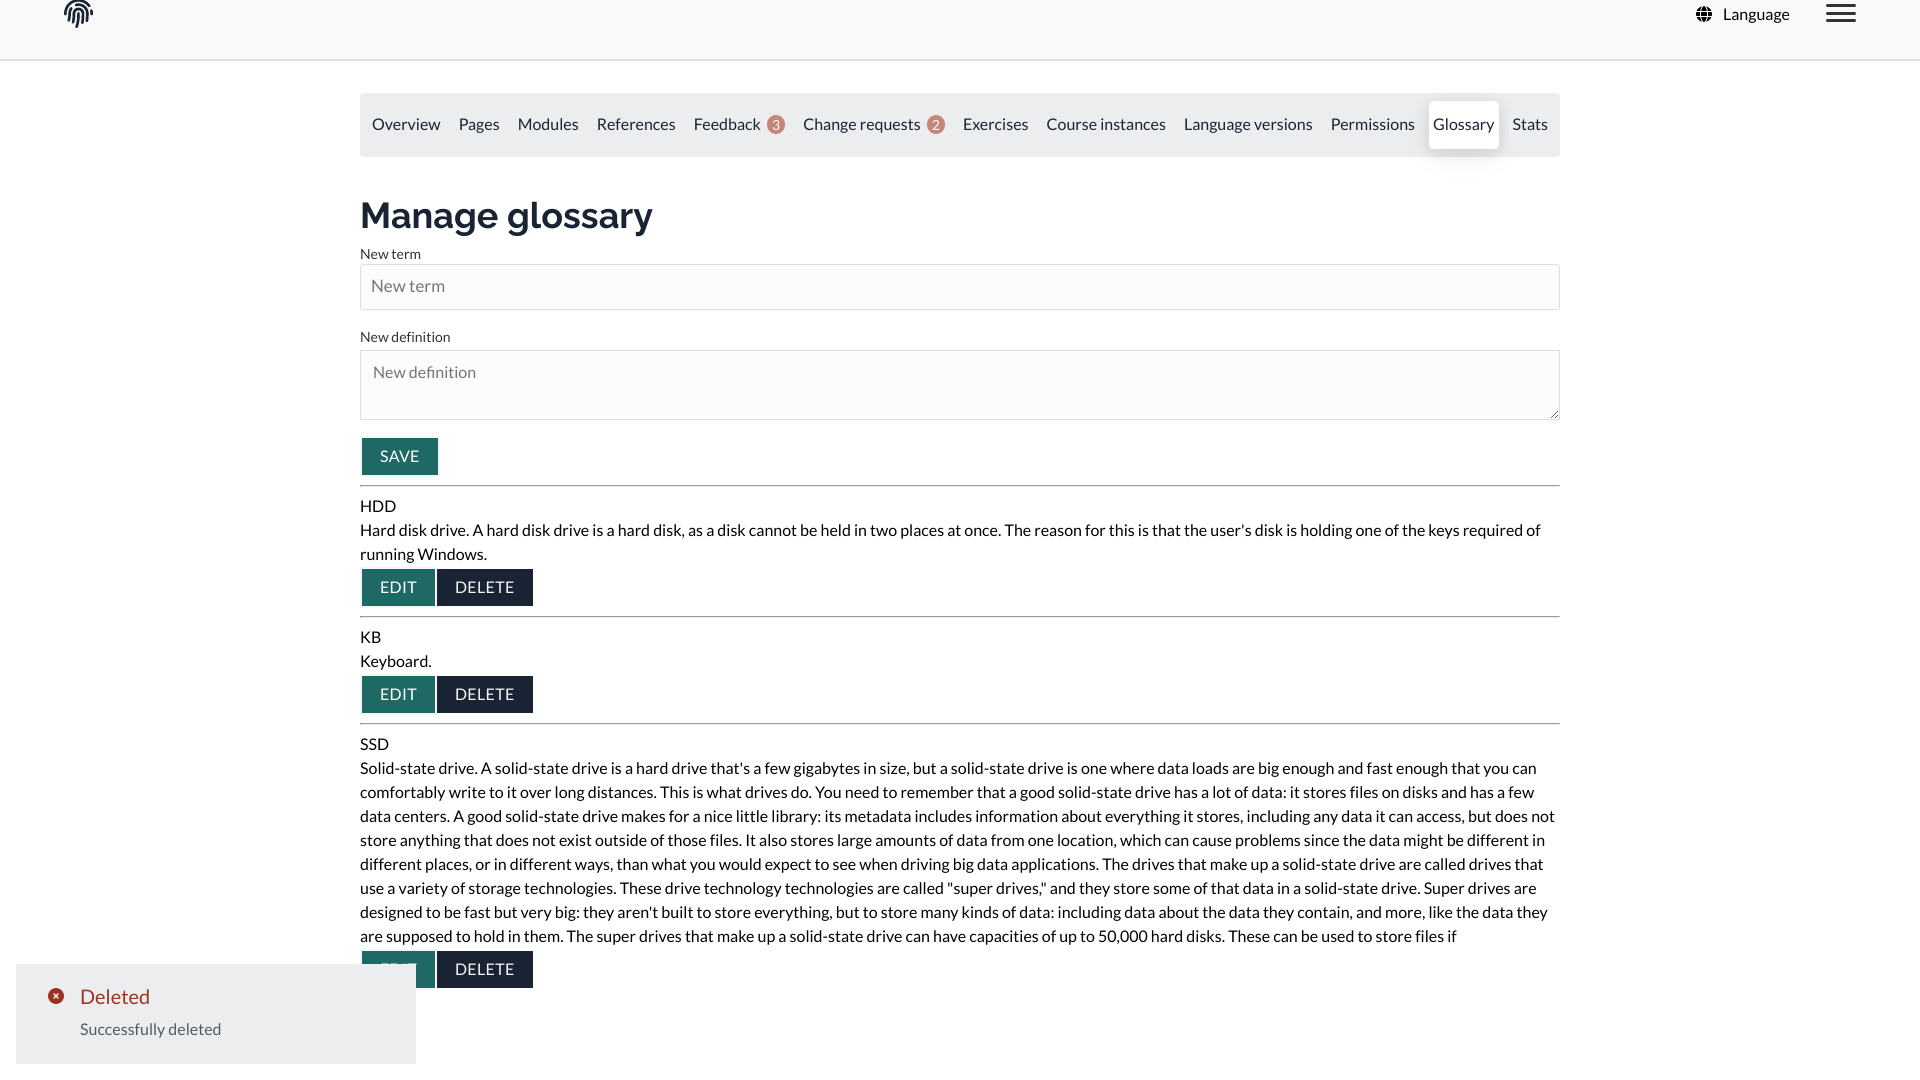 Language
Overview Pages Modules References Feedback 3 Change requests 2 Exercises Course instances Language versions Permissions Glossary Stats
Manage glossary
New term
New term
New definition
New definition
SAVE
HDD
Hard disk drive. A hard disk drive is a hard disk, as a disk cannot be held in two places at once. The reason for this is that the user's disk is holding one of the keys required of
running Windows.
EDIT DELETE
KB
Keyboard.
EDIT DELETE
SSD
Solid-state drive. A solid-state drive is a hard drive that's a few gigabytes in size, but a solid-state drive is one where data loads are big enough and fast enough that you can
comfortably write to it over long distances. This is what drives do. You need to remember that a good solid-state drive has a lot of data: it stores files on disks and has a few
data centers. A good solid-state drive makes for a nice little library: its metadata includes information about everything it stores, including any data it can access, but does not
store anything that does not exist outside of those files. It also stores large amounts of data from one location, which can cause problems since the data might be different in
different places, or in different ways, than what you would expect to see when driving big data applications. The drives that make up a solid-state drive are called drives that
use a variety of storage technologies. These drive technology technologies are called "super drives," and they store some of that data in a solid-state drive. Super drives are
designed to be fast but very big: they aren't built to store everything, but to store many kinds of data: including data about the data they contain, and more, like the data they
are supposed to hold in them. The super drives that make up a solid-state drive can have capacities of up to 50,000 hard disks. These can be used to store files if
DELETE
Deleted
Successfully deleted